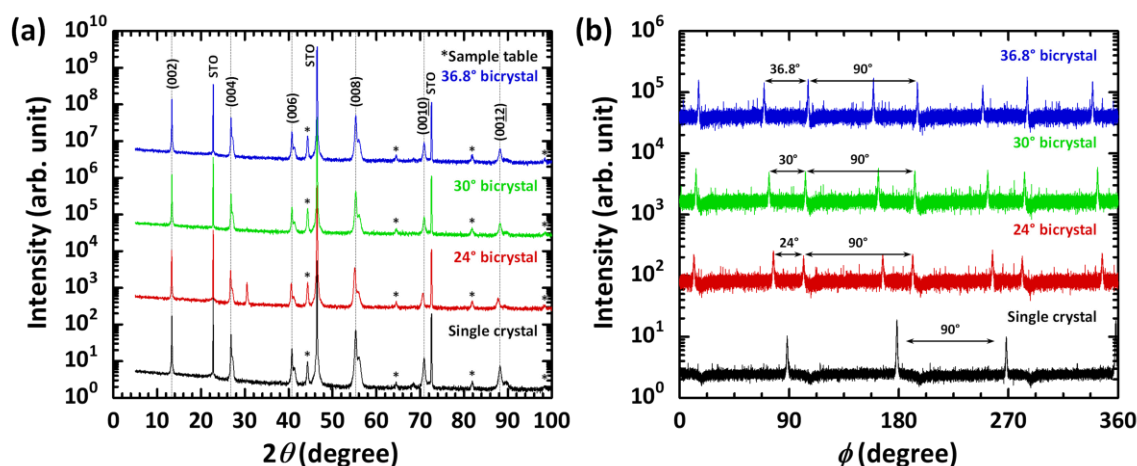 (a)
Intensity (arb. unit)
10^10
10^9
10^8
10^7
10^6
10^5
10^4
10^3
10^2
10^1
10^0
(002)
STO
(004)
(006)
STO
(008)
(0010)
STO
(0012)
*Sample table
36.8° bicrystal
* * * *
30° bicrystal
* * * *
24° bicrystal
* * * *
Single crystal
* * * *
0 10 20 30 40 50 60 70 80 90 100
2θ (degree)
(b)
Intensity (arb. unit)
10^6
10^5
10^4
10^3
10^2
10^1
10^0
36.8° bicrystal
36.8° 90°
30° bicrystal
30° 90°
24° bicrystal
24° 90°
Single crystal
90°
0 90 180 270 360
ϕ (degree)